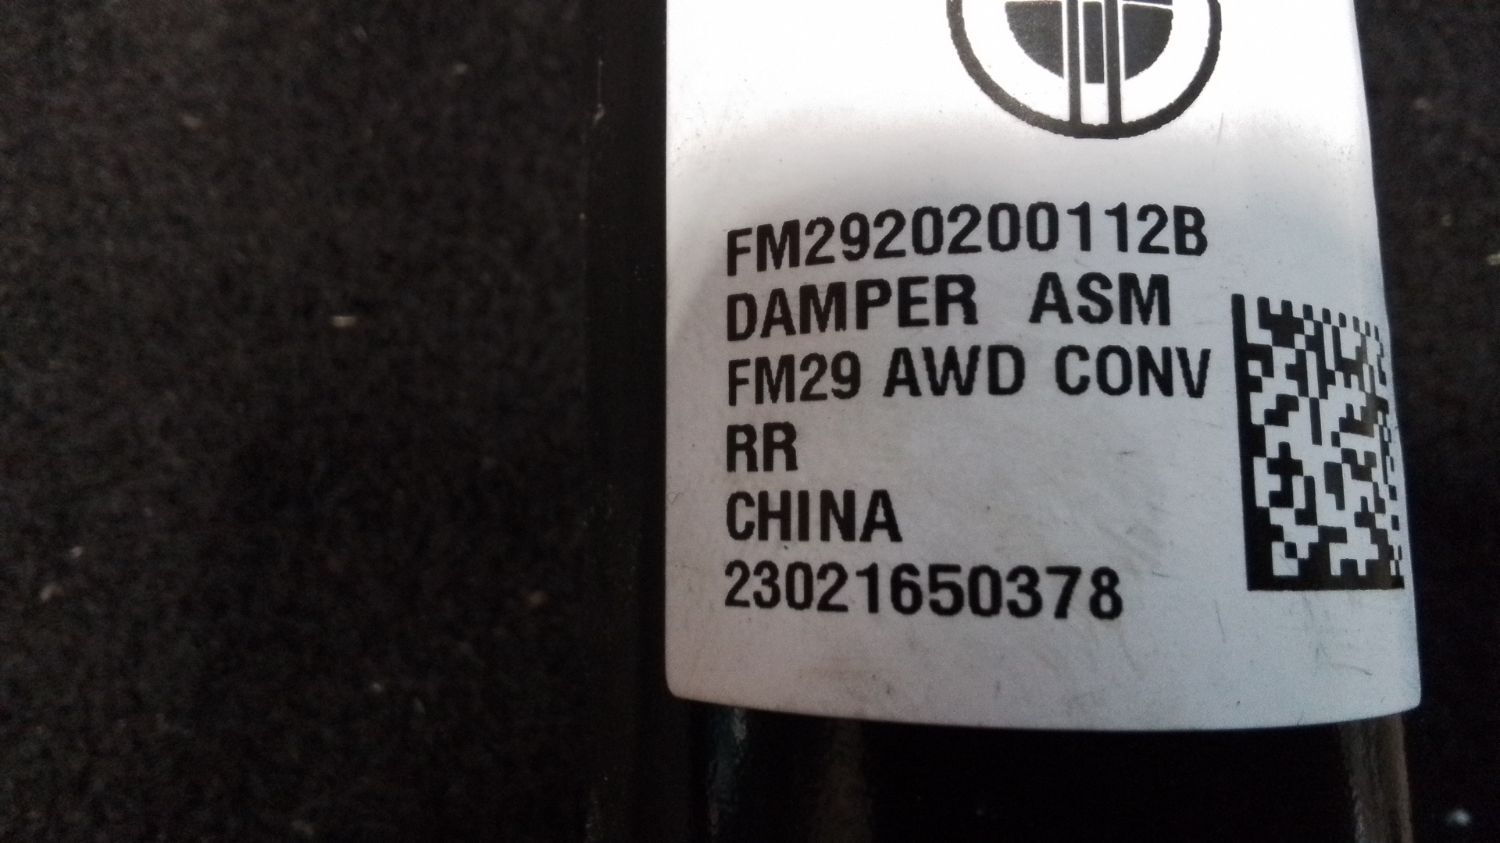 FM2920200112B
DAMPER ASM
FM29 AWD CONV
RR
CHINA
23021650378